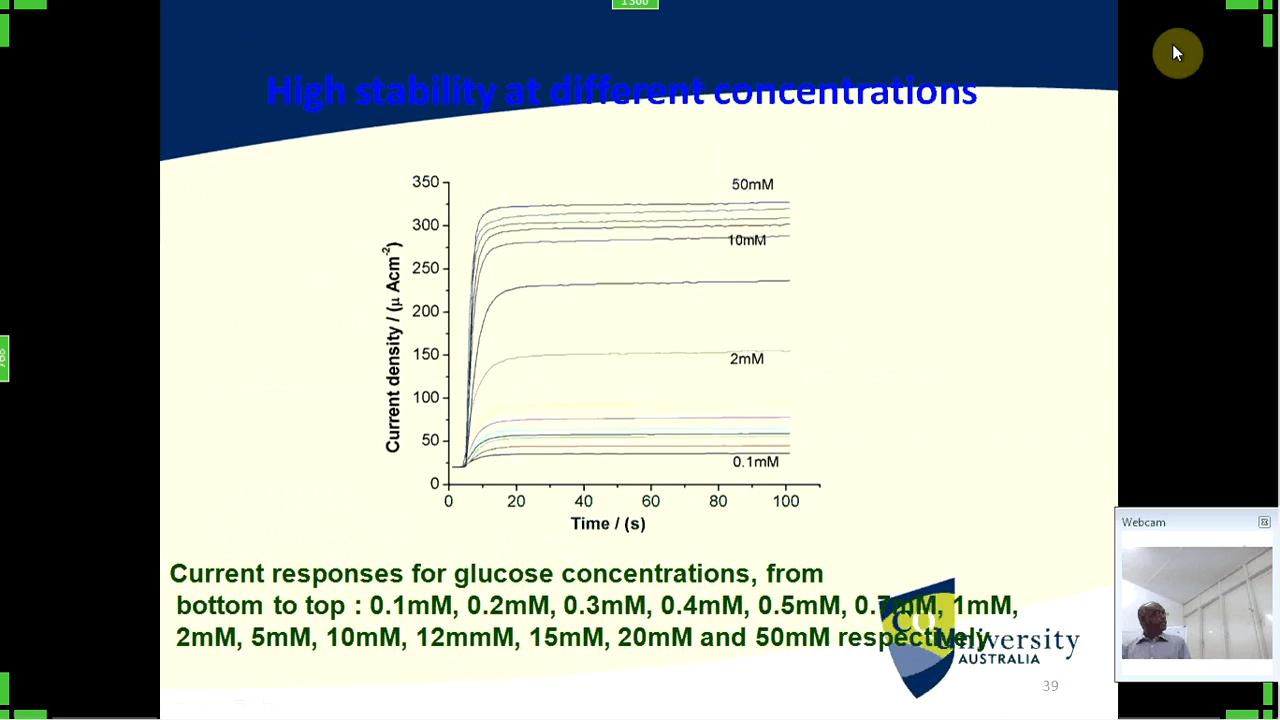 High stability at different concentrations
350
300
250
200
150
100
50
0
Current density / (μ Acm-2)
50mM
10mM
2mM
0.1mM
0 20 40 60 80 100
Time / (s)
Current responses for glucose concentrations, from
bottom to top : 0.1mM, 0.2mM, 0.3mM, 0.4mM, 0.5mM, 0.7mM, 1mM,
2mM, 5mM, 10mM, 12mmM, 15mM, 20mM and 50mM respectively
CQ
University
AUSTRALIA
39
Webcam